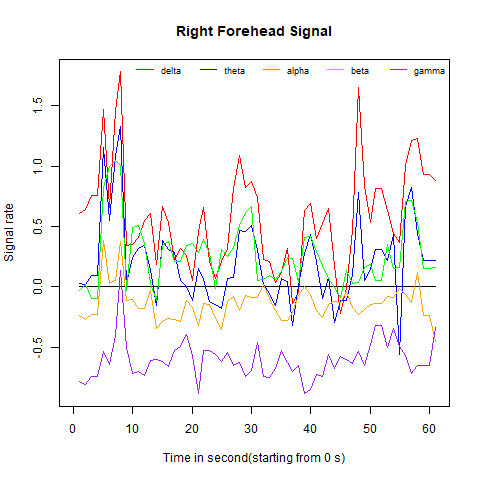 Right Forehead Signal
delta theta alpha beta gamma
Signal rate
1.5
1.0
0.5
0.0
-0.5
0 10 20 30 40 50 60
Time in second(starting from 0 s)